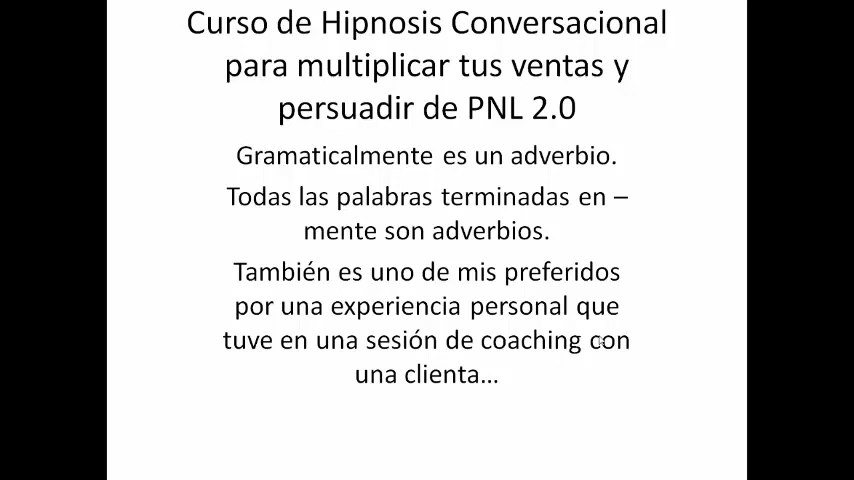 Curso de Hipnosis Conversacional
para multiplicar tus ventas y
persuadir de PNL 2.0
Gramaticalmente es un adverbio.
Todas las palabras terminadas en –
mente son adverbios.
También es uno de mis preferidos
por una experiencia personal que
tuve en una sesión de coaching con
una clienta…